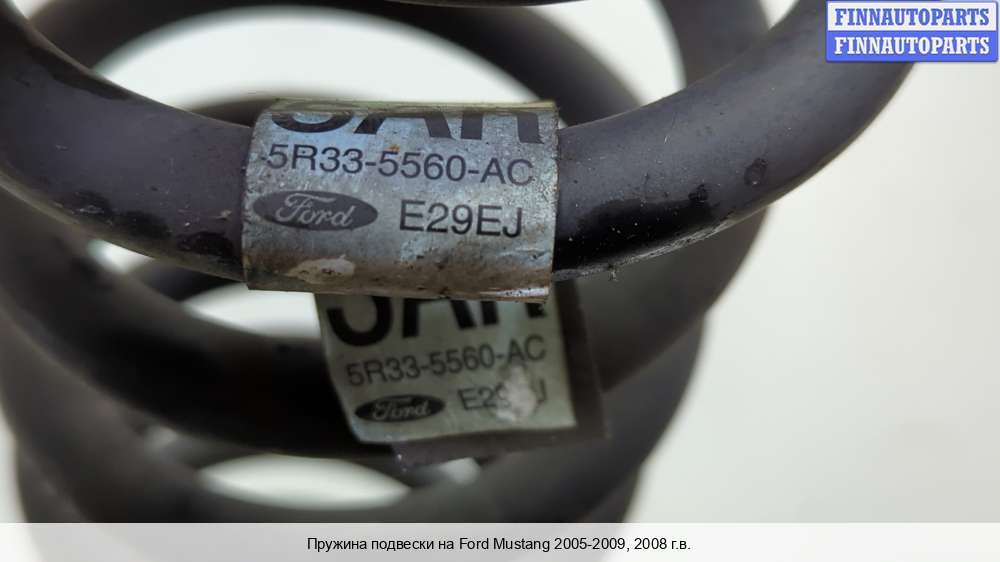 FINNAUTOPARTS
FINNAUTOPARTS
5R33-5560-AC
Ford E29EJ
5R33-5560-AC
Ford
Пружина подвески на Ford Mustang 2005-2009, 2008 г.в.